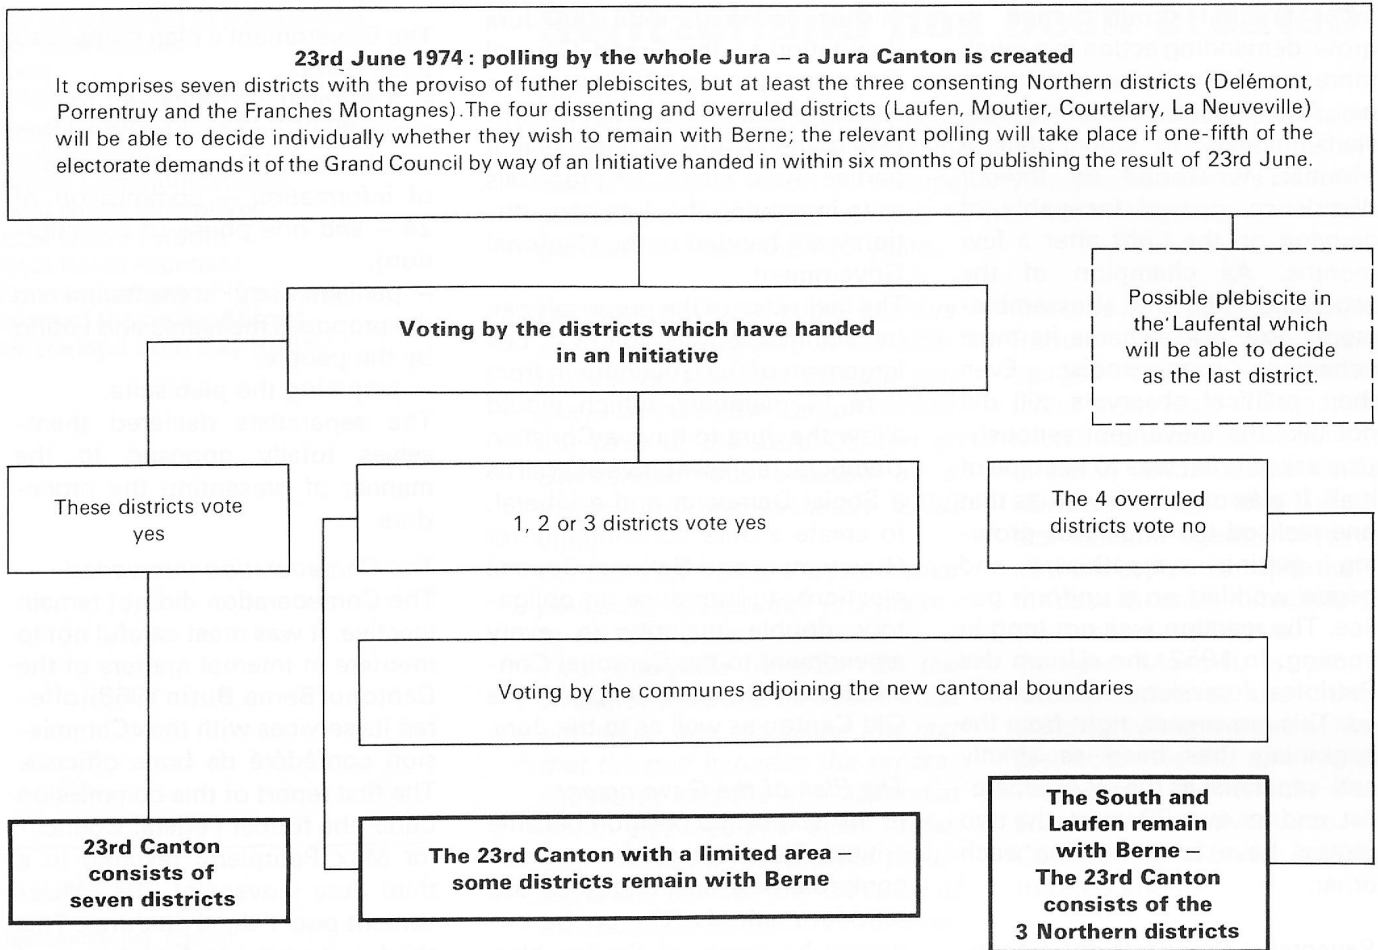 23rd June 1974: polling by the whole Jura – a Jura Canton is created
It comprises seven districts with the proviso of futher plebiscites, but at least the three consenting Northern districts (Delémont,
Porrentruy and the Franches Montagnes). The four dissenting and overruled districts (Laufen, Moutier, Courtelary, La Neuveville)
will be able to decide individually whether they wish to remain with Berne; the relevant polling will take place if one-fifth of the
electorate demands it of the Grand Council by way of an Initiative handed in within six months of publishing the result of 23rd June.
Voting by the districts which have handed
in an Initiative
Possible plebiscite in
the Laufental which
will be able to decide
as the last district.
These districts vote
yes
1, 2 or 3 districts vote yes
The 4 overruled
districts vote no
Voting by the communes adjoining the new cantonal boundaries
23rd Canton
consists of
seven districts
The 23rd Canton with a limited area –
some districts remain with Berne
The South and
Laufen remain
with Berne –
The 23rd Canton
consists of the
3 Northern districts